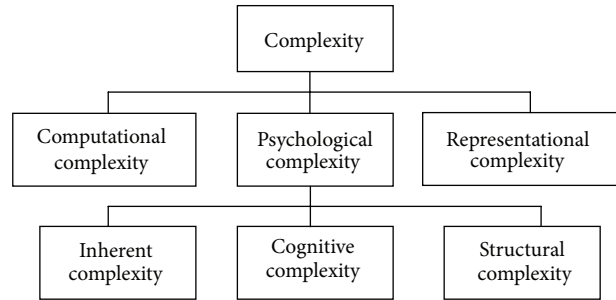 Complexity
Computational
complexity
Psychological
complexity
Representational
complexity
Inherent
complexity
Cognitive
complexity
Structural
complexity